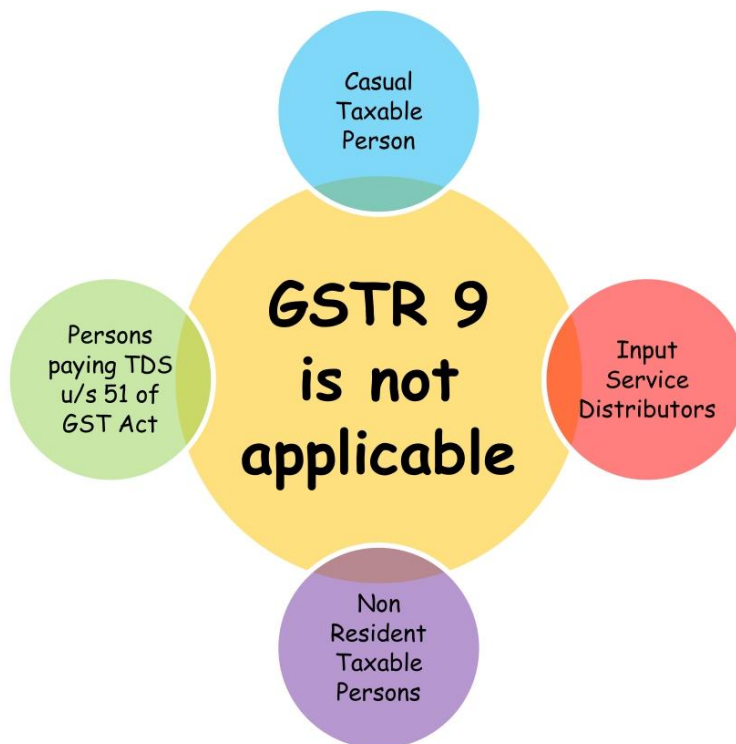 Casual
Taxable
Person
GSTR 9
is not
applicable
Persons
paying TDS
u/s 51 of
GST Act
Input
Service
Distributors
Non
Resident
Taxable
Persons